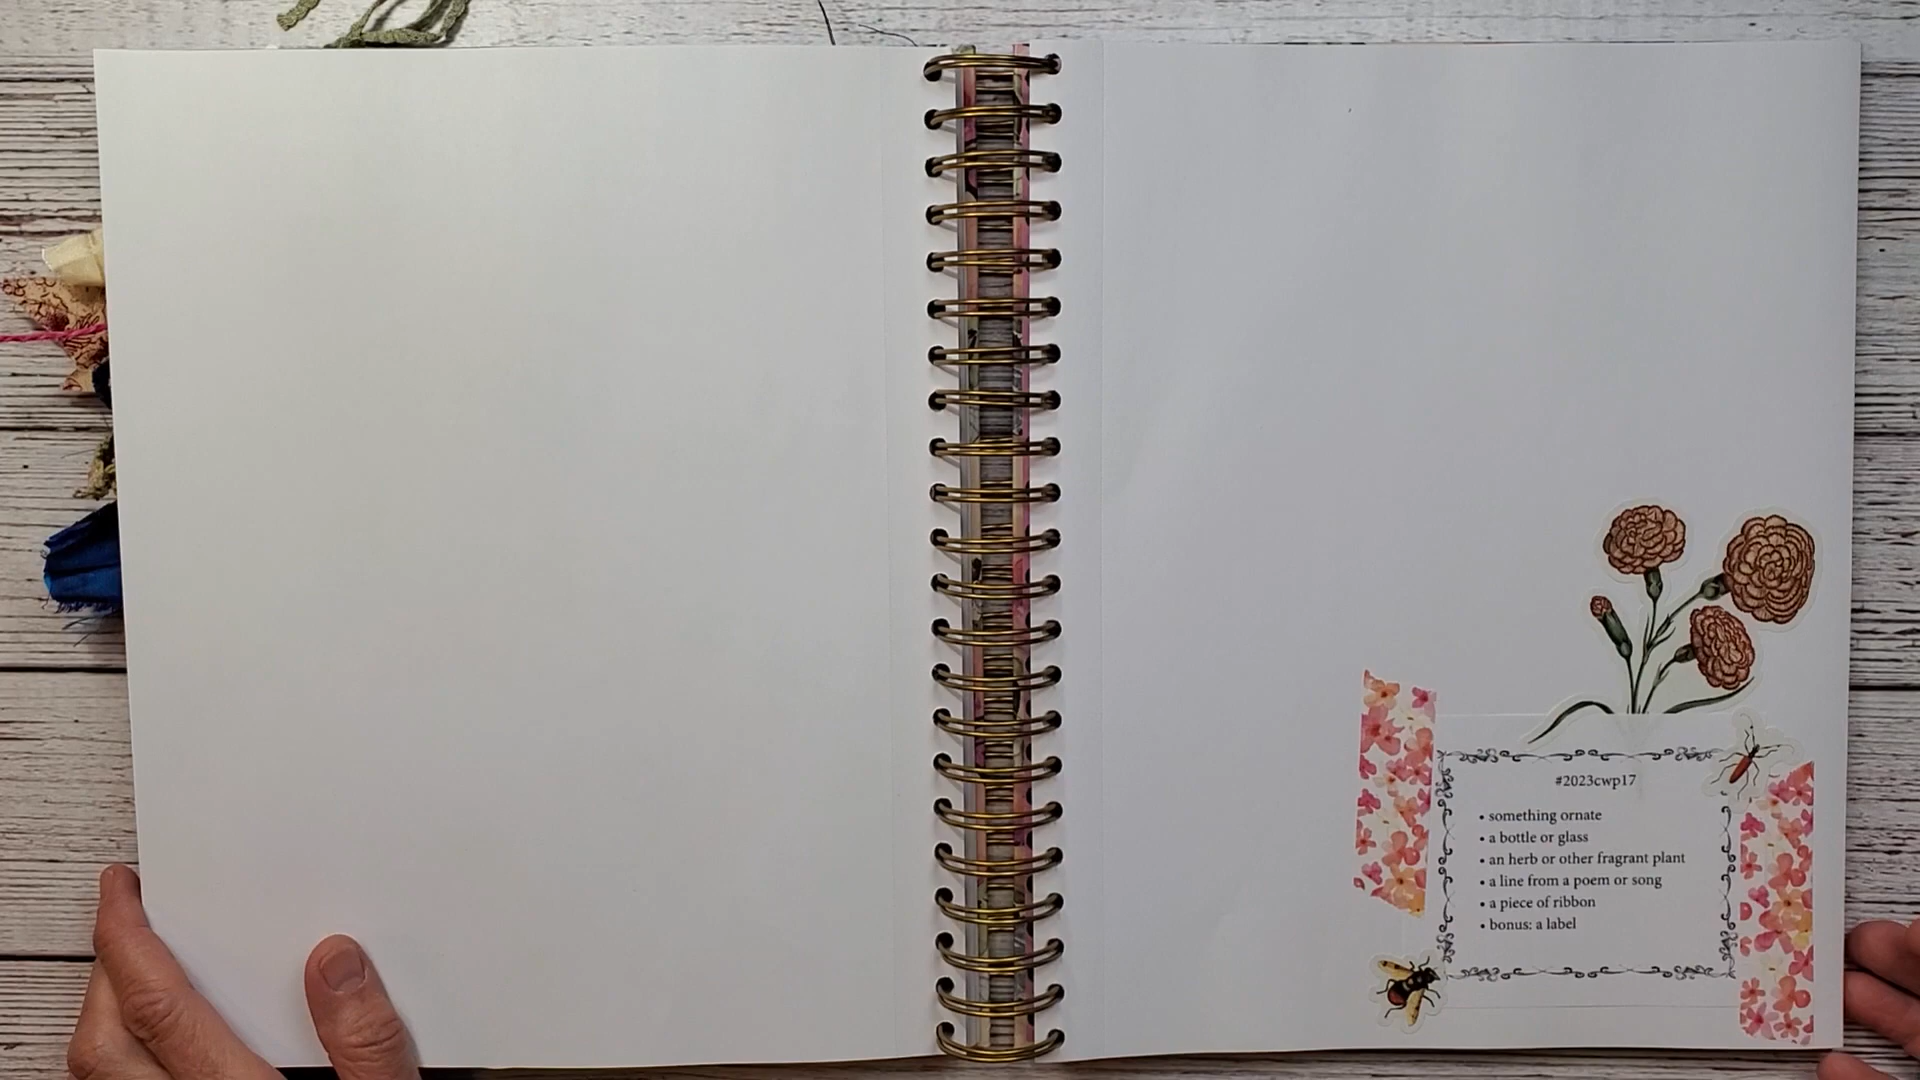 #2023cwp17
• something ornate
• a bottle or glass
• an herb or other fragrant plant
• a line from a poem or song
• a piece of ribbon
• bonus: a label